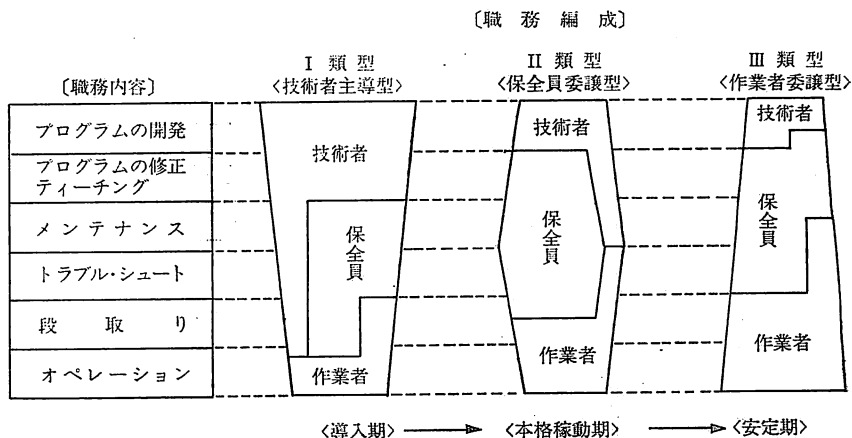 〔職務編成〕
〔職務内容〕
Ⅰ類型
〈技術者主導型〉
Ⅱ類型
〈保全員委譲型〉
Ⅲ類型
〈作業者委譲型〉
プログラムの開発
プログラムの修正
ティーチング
メンテナンス
トラブル・シュート
段取り
オペレーション
技術者
保全員
作業者
技術者
保全員
作業者
技術者
保全員
作業者
〈導入期〉
〈本格稼動期〉
〈安定期〉